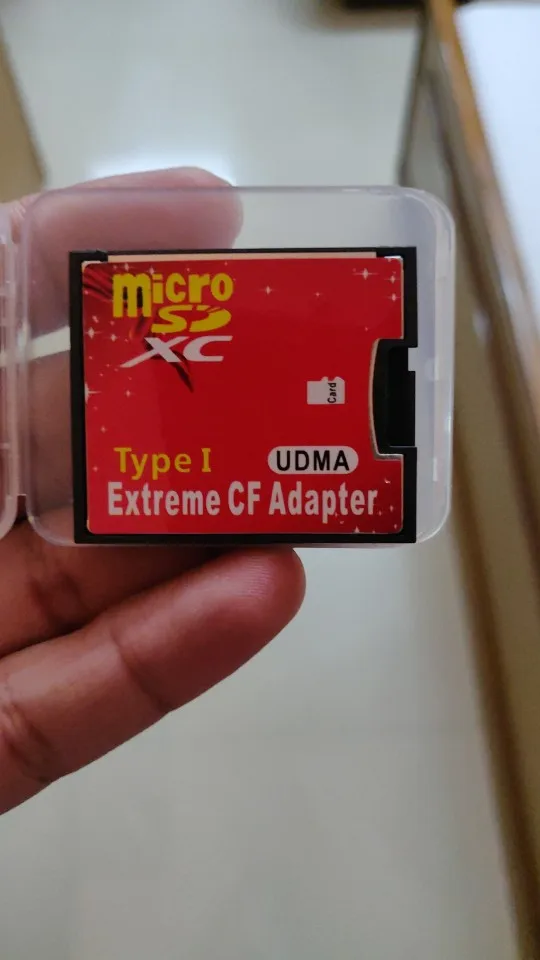 micro
SD
XC
Card
Type I UDMA
Extreme CF Adapter